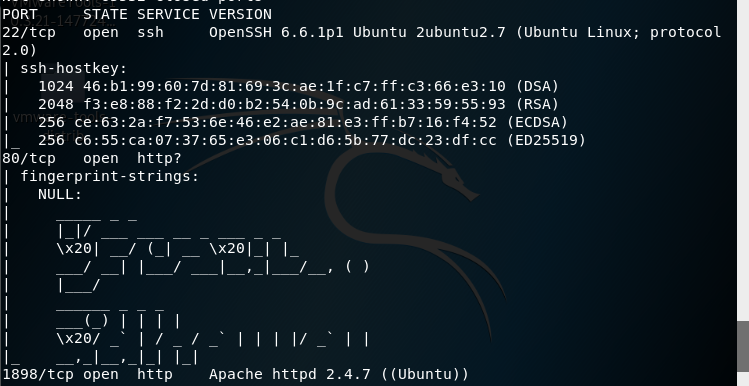 PORT     STATE SERVICE VERSION
22/tcp   open  ssh     OpenSSH 6.6.1p1 Ubuntu 2ubuntu2.7 (Ubuntu Linux; protocol
2.0)
| ssh-hostkey:
|   1024 46:b1:99:60:7d:81:69:3c:ae:1f:c7:ff:c3:66:e3:10 (DSA)
|   2048 f3:e8:88:f2:2d:d0:b2:54:0b:9c:ad:61:33:59:55:93 (RSA)
|   256 ce:63:2a:f7:53:6e:46:e2:ae:81:e3:ff:b7:16:f4:52 (ECDSA)
|_  256 c6:55:ca:07:37:65:e3:06:c1:d6:5b:77:dc:23:df:cc (ED25519)
80/tcp   open  http?
| fingerprint-strings:
|   NULL:
|     _____ _ _
|     |_|/ ___ ___ __ _ ___ _ _
|     \x20| __/ (_| __ \x20|_| |_
|     ___/ __| |___/ ___|__,_|___/__, ( )
|     |___/
|     ______ _ _ _
|     ___(_) | | | |
|     \x20/ _` | / _ / _` | | | |/ _` | |
|_    __,_|__,_|_| |_|
1898/tcp open  http    Apache httpd 2.4.7 ((Ubuntu))